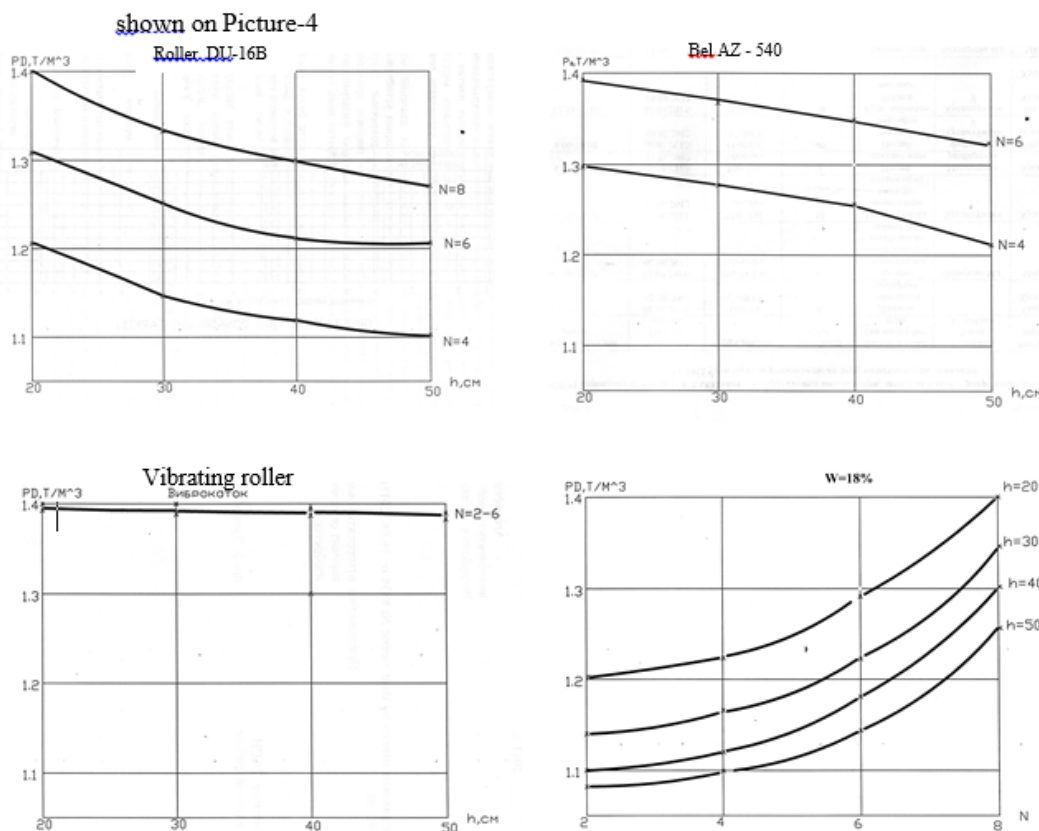 shown on Picture-4
Roller DU-16B
PD,T/M^3
1.4
1.3
1.2
1.1
20
30
40
50
h,см
N=8
N=6
N=4
Bel AZ - 540
P,T/M^3
1.4
1.3
1.2
1.1
20
30
40
50
h,см
N=6
N=4
Vibrating roller
Виброкаток
PD,T/M^3
1.4
1.3
1.2
1.1
20
30
40
50
h,см
N=2-6
W=18%
PD,T/M^3
1.4
1.3
1.2
1.1
2
4
6
8
N
h=20
h=30
h=40
h=50